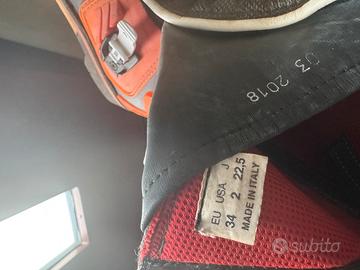 03 2018
EU USA J
34 2 22,5
MADE IN ITALY
subito